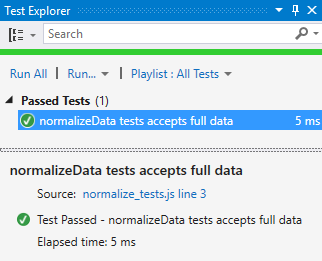 Test Explorer
Search
Run All | Run... | Playlist : All Tests
Passed Tests (1)
normalizeData tests accepts full data 5 ms
normalizeData tests accepts full data
Source: normalize_tests.js line 3
Test Passed - normalizeData tests accepts full data
Elapsed time: 5 ms